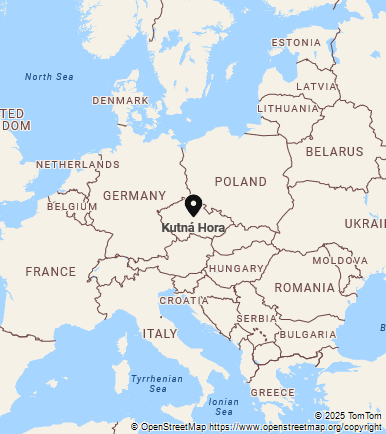 ESTONIA
North Sea
LATVIA
DENMARK
LITHUANIA
TED
DOM
BELARUS
NETHERLANDS
POLAND
GERMANY
BELGIUM
UKRAI
Kutná Hora
MOLDOVA
FRANCE
HUNGARY
ROMANIA
CROATIA
SERBIA
ITALY
BULGARIA
B
Tyrrhenian
Sea
GREECE
Ionian
Sea
© 2025 TomTom
© OpenStreetMap https://www.openstreetmap.org/copyright